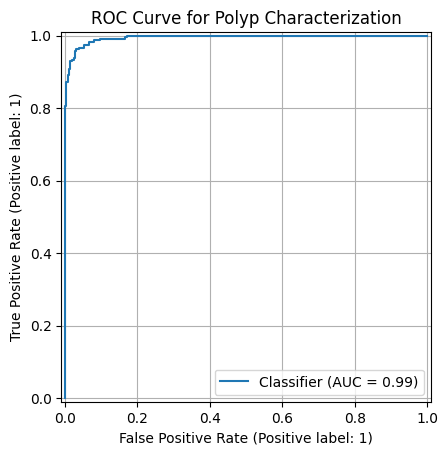 ROC Curve for Polyp Characterization
1.0
0.8
0.6
0.4
0.2
0.0
True Positive Rate (Positive label: 1)
Classifier (AUC = 0.99)
0.0 0.2 0.4 0.6 0.8 1.0
False Positive Rate (Positive label: 1)